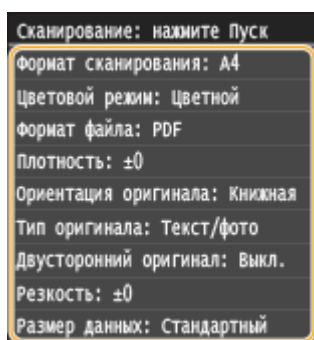 Сканирование: нажмите Пуск
Формат сканирования: A4
Цветовой режим: Цветной
Формат файла: PDF
Плотность: ±0
Ориентация оригинала: Книжная
Тип оригинала: Текст/фото
Двусторонний оригинал: Выкл.
Резкость: ±0
Размер данных: Стандартный